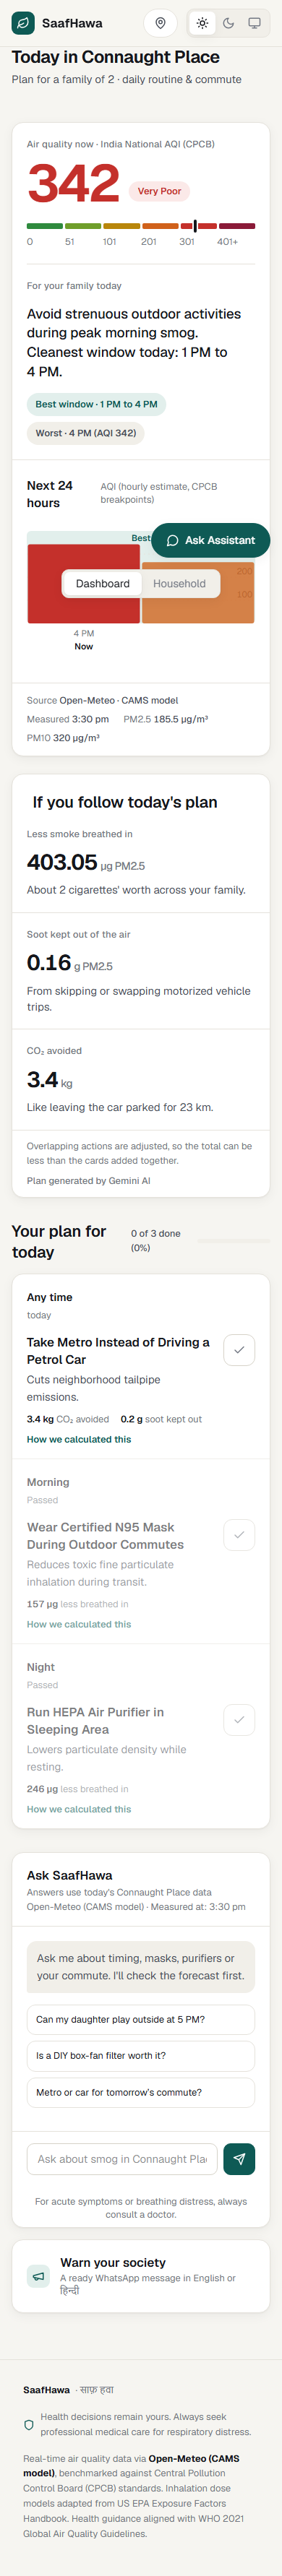 SaafHawa
Today in Connaught Place
Plan for a family of 2 · daily routine & commute
Air quality now · India National AQI (CPCB)
342 Very Poor
0 51 101 201 301 401+
For your family today
Avoid strenuous outdoor activities
during peak morning smog.
Cleanest window today: 1 PM to
4 PM.
Best window · 1 PM to 4 PM
Worst · 4 PM (AQI 342)
Next 24
hours
AQI (hourly estimate, CPCB
breakpoints)
Best
Ask Assistant
Dashboard Household
200
100
4 PM
Now
Source Open-Meteo · CAMS model
Measured 3:30 pm PM2.5 185.5 µg/m³
PM10 320 µg/m³
If you follow today's plan
Less smoke breathed in
403.05 µg PM2.5
About 2 cigarettes' worth across your family.
Soot kept out of the air
0.16 g PM2.5
From skipping or swapping motorized vehicle
trips.
CO₂ avoided
3.4 kg
Like leaving the car parked for 23 km.
Overlapping actions are adjusted, so the total can be
less than the cards added together.
Plan generated by Gemini AI
Your plan for
today
0 of 3 done
(0%)
Any time
today
Take Metro Instead of Driving a
Petrol Car
Cuts neighborhood tailpipe
emissions.
3.4 kg CO₂ avoided 0.2 g soot kept out
How we calculated this
Morning
Passed
Wear Certified N95 Mask
During Outdoor Commutes
Reduces toxic fine particulate
inhalation during transit.
157 µg less breathed in
How we calculated this
Night
Passed
Run HEPA Air Purifier in
Sleeping Area
Lowers particulate density while
resting.
246 µg less breathed in
How we calculated this
Ask SaafHawa
Answers use today's Connaught Place data
Open-Meteo (CAMS model) · Measured at: 3:30 pm
Ask me about timing, masks, purifiers or
your commute. I'll check the forecast first.
Can my daughter play outside at 5 PM?
Is a DIY box-fan filter worth it?
Metro or car for tomorrow's commute?
Ask about smog in Connaught Plac
For acute symptoms or breathing distress, always
consult a doctor.
Warn your society
A ready WhatsApp message in English or
हिन्दी
SaafHawa · साफ़ हवा
Health decisions remain yours. Always seek
professional medical care for respiratory distress.
Real-time air quality data via Open-Meteo (CAMS
model), benchmarked against Central Pollution
Control Board (CPCB) standards. Inhalation dose
models adapted from US EPA Exposure Factors
Handbook. Health guidance aligned with WHO 2021
Global Air Quality Guidelines.